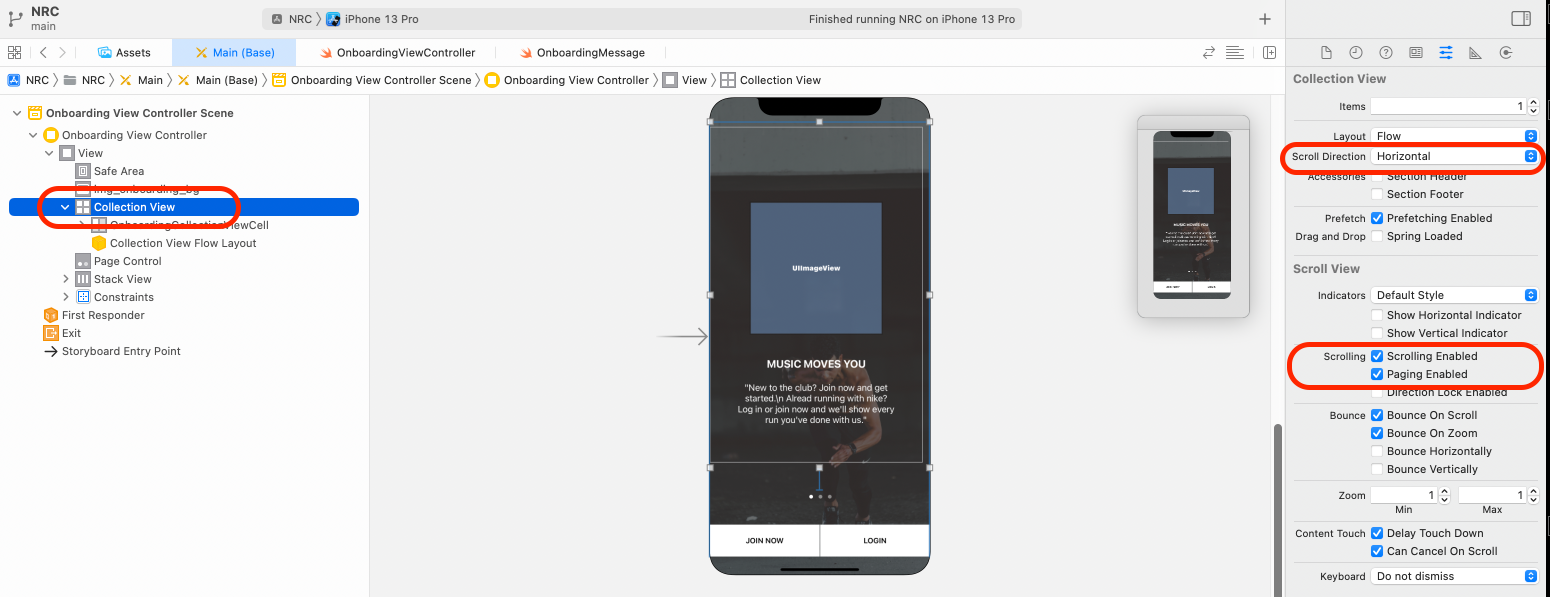 NRC
main
NRC
iPhone 13 Pro
Finished running NRC on iPhone 13 Pro
Assets
Main (Base)
OnboardingViewController
OnboardingMessage
NRC
NRC
Main
Main (Base)
Onboarding View Controller Scene
Onboarding View Controller
View
Collection View
Onboarding View Controller Scene
Onboarding View Controller
View
Safe Area
img_onboarding_bg
Collection View
OnboardingCollectionViewCell
Collection View Flow Layout
Page Control
Stack View
Constraints
First Responder
Exit
Storyboard Entry Point
UIImageView
MUSIC MOVES YOU
"New to the club? Join now and get
started.\n Alread running with nike?
Log in or join now and we'll show every
run you've done with us."
JOIN NOW
LOGIN
UIImageView
MUSIC MOVES YOU
Collection View
Items 1
Layout Flow
Scroll Direction Horizontal
Accessories Section Header
Section Footer
Prefetch Prefetching Enabled
Drag and Drop Spring Loaded
Scroll View
Indicators Default Style
Show Horizontal Indicator
Show Vertical Indicator
Scrolling Scrolling Enabled
Paging Enabled
Direction Lock Enabled
Bounce Bounce On Scroll
Bounce On Zoom
Bounce Horizontally
Bounce Vertically
Zoom 1 1
Min Max
Content Touch Delay Touch Down
Can Cancel On Scroll
Keyboard Do not dismiss